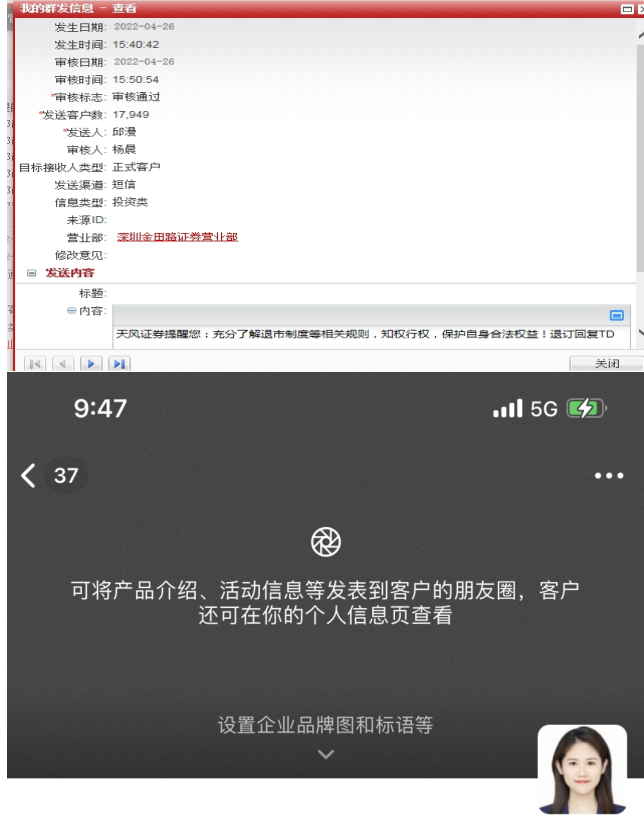 我的群发信息 - 查看
发生日期: 2022-04-26
发生时间: 15:40:42
审核日期: 2022-04-26
审核时间: 15:50:54
*审核标志: 审核通过
*发送客户数: 17,949
*发送人: 邱漫
审核人: 杨晨
目标接收人类型: 正式客户
发送渠道: 短信
信息类型: 投资类
来源ID:
营业部: 深圳金田路证券营业部
修改意见:
发送内容
标题:
内容:
天风证券提醒您：充分了解退市制度等相关规则，知权行权，保护自身合法权益！退订回复TD
关闭
9:47 5G
37
可将产品介绍、活动信息等发表到客户的朋友圈，客户
还可在你的个人信息页查看
设置企业品牌图和标语等